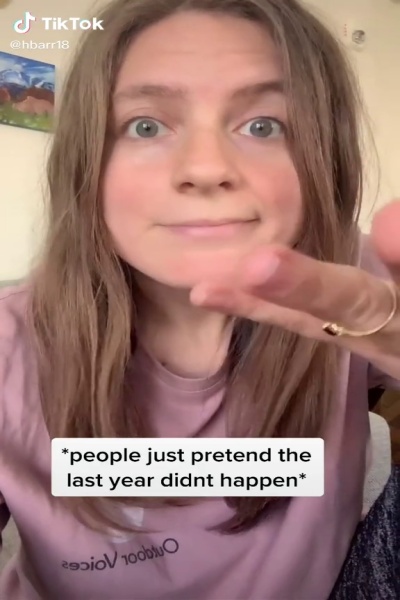 TikTok
@hbarr18
*people just pretend the
last year didnt happen*
Outdoor Voices